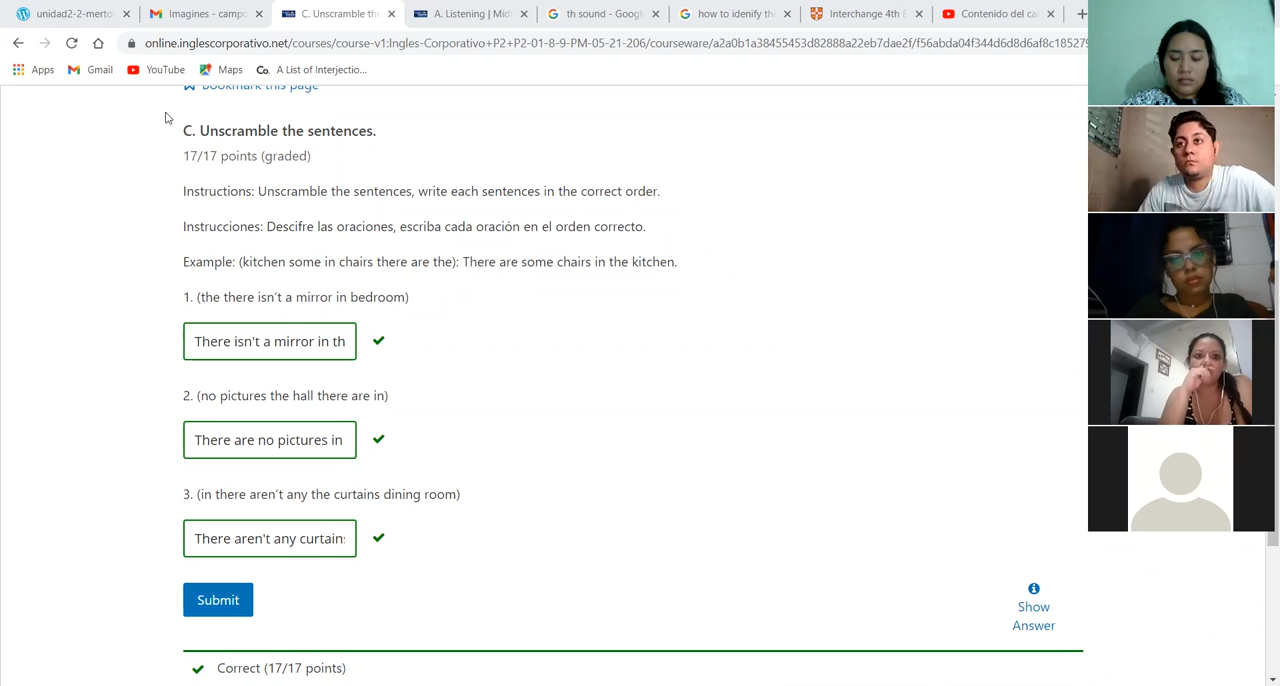 unidad2-2-merto
Imagines - campo
C. Unscramble the
A. Listening | Mid
th sound - Google
how to idenify the
Interchange 4th E
Contenido del ca
online.inglescorporativo.net/courses/course-v1:Ingles-Corporativo+P2+P2-01-8-9-PM-05-21-206/courseware/a2a0b1a38455453d82888a22eb7dae2f/f56abda04f344d6d8d6af8c185279
Apps
Gmail
YouTube
Maps
Co.
A List of Interjectio...
Bookmark this page
C. Unscramble the sentences.
17/17 points (graded)
Instructions: Unscramble the sentences, write each sentences in the correct order.
Instrucciones: Descifre las oraciones, escriba cada oración en el orden correcto.
Example: (kitchen some in chairs there are the): There are some chairs in the kitchen.
1. (the there isn’t a mirror in bedroom)
There isn't a mirror in th
2. (no pictures the hall there are in)
There are no pictures in
3. (in there aren’t any the curtains dining room)
There aren't any curtain
Submit
Show
Answer
Correct (17/17 points)